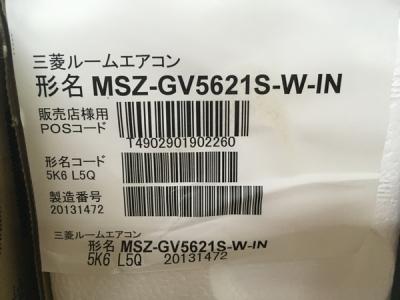 三菱ルームエアコン
形名 MSZ-GV5621S-W-IN
販売店様用
POSコード
T4902901902260
形名コード
5K6 L5Q
製造番号
20131472
三菱ルームエアコン
形名 MSZ-GV5621S-W-IN
5K6 L5Q 20131472